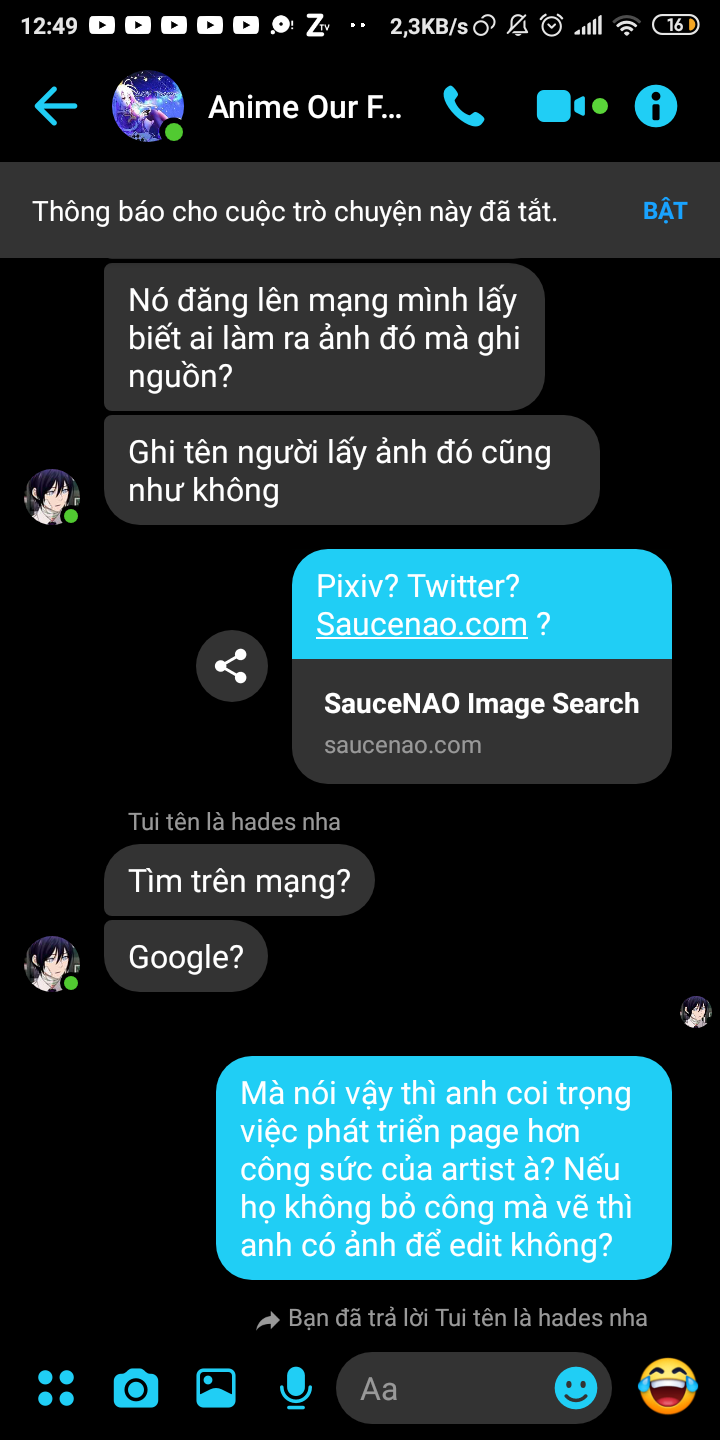 12:49 2,3KB/s 16
Anime Our F...
Thông báo cho cuộc trò chuyện này đã tắt. BẬT
Nó đăng lên mạng mình lấy
biết ai làm ra ảnh đó mà ghi
nguồn?
Ghi tên người lấy ảnh đó cũng
như không
Pixiv? Twitter?
Saucenao.com ?
SauceNAO Image Search
saucenao.com
Tui tên là hades nha
Tìm trên mạng?
Google?
Mà nói vậy thì anh coi trọng
việc phát triển page hơn
công sức của artist à? Nếu
họ không bỏ công mà vẽ thì
anh có ảnh để edit không?
Bạn đã trả lời Tui tên là hades nha
Aa